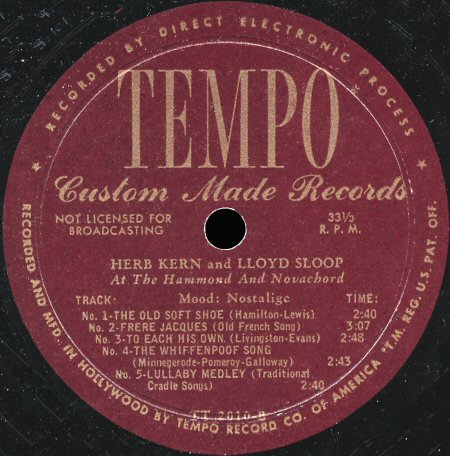 RECORDED BY DIRECT ELECTRONIC PROCESS
TEMPO
Custom Made Records
NOT LICENSED FOR
BROADCASTING
33⅓
R. P. M.
HERB KERN and LLOYD SLOOP
At The Hammond And Novachord
TRACK: Mood: Nostalgc TIME:
No. 1-THE OLD SOFT SHOE (Hamilton-Lewis) 2:40
No. 2-FRERE JACQUES (Old French Song) 3:07
No. 3-TO EACH HIS OWN (Livingston-Evans) 2:48
No. 4-THE WHIFFENPOOF SONG
(Minnegerode-Pomeroy-Galloway) 2:43
No. 5-LULLABY MEDLEY (Traditional
Cradle Songs) 2:40
TT 2010-B
RECORDED AND MFD. IN HOLLYWOOD BY TEMPO RECORD CO. OF AMERICA *T.M. REG. U.S. PAT. OFF.